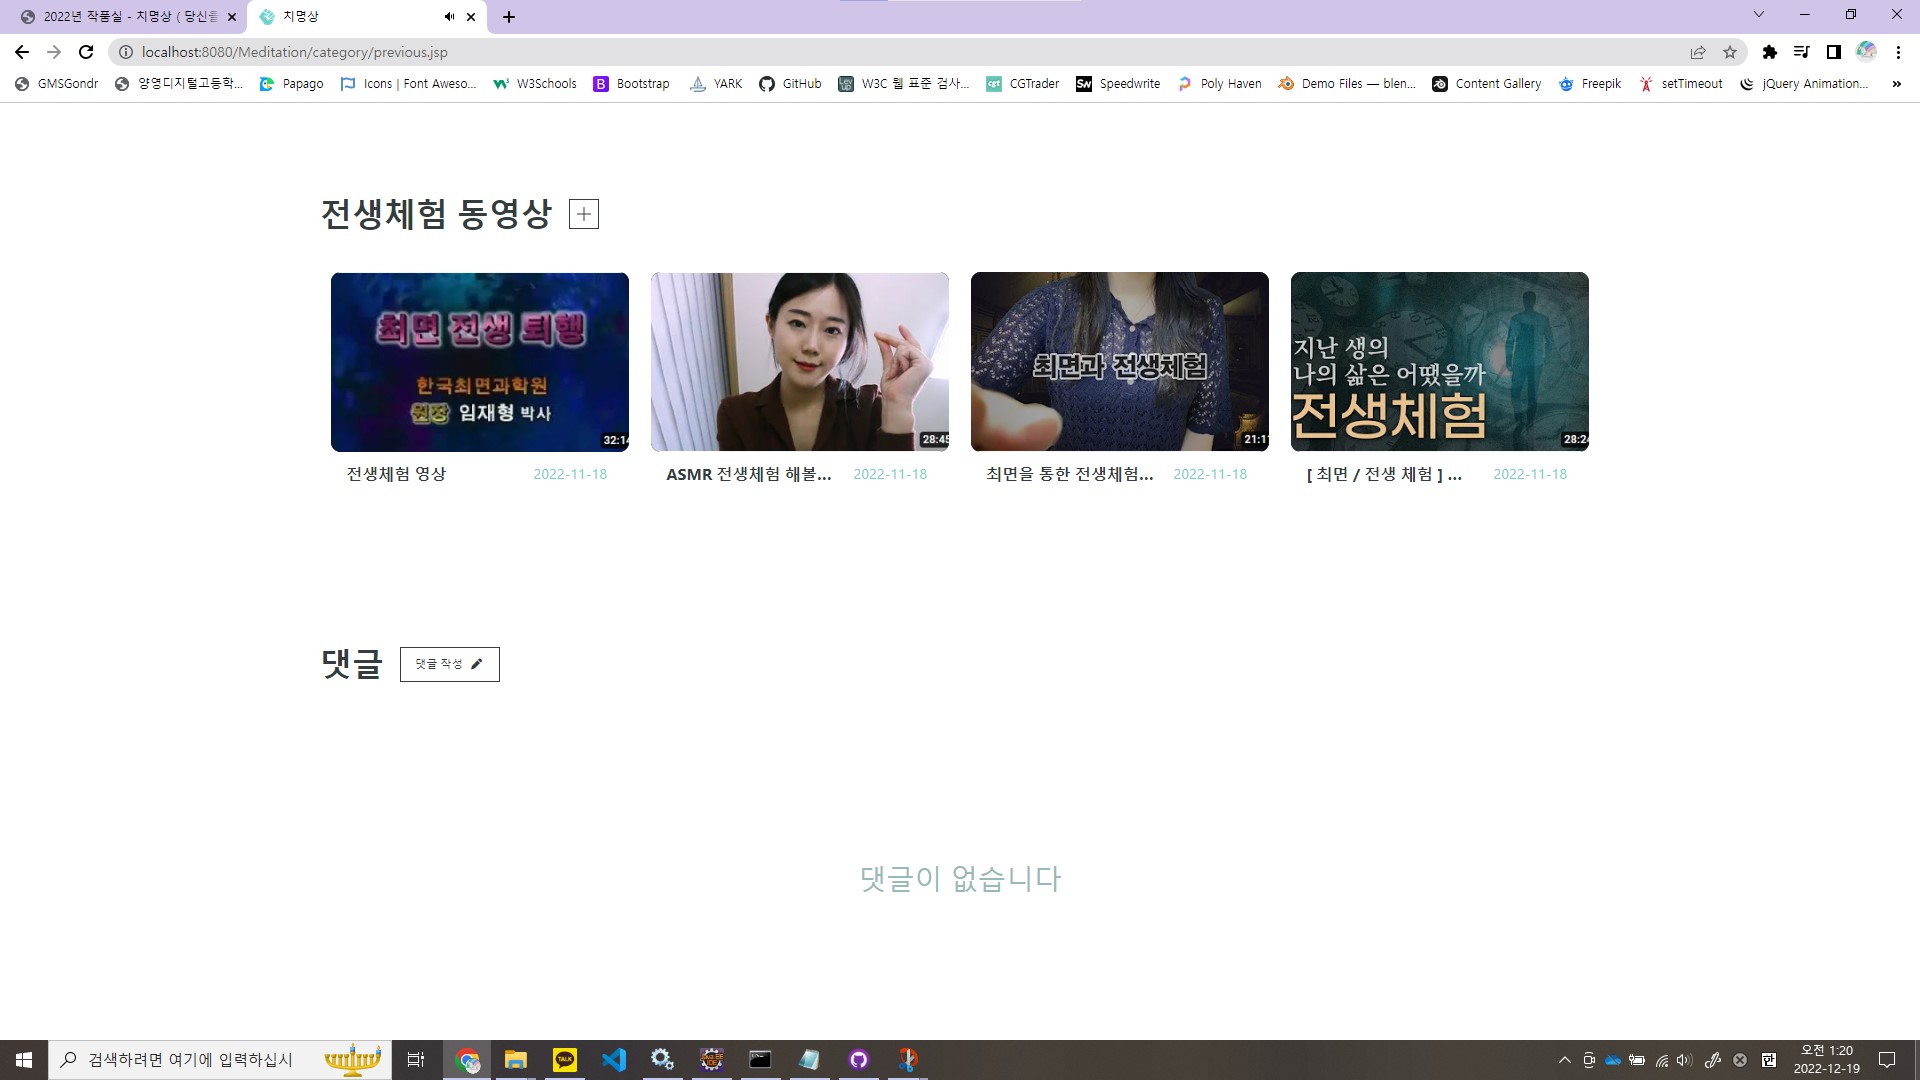 2022년 작품실 - 치명상 ( 당신을
치명상
localhost:8080/Meditation/category/previous.jsp
GMSGondr
양영디지털고등학...
Papago
Icons | Font Aweso...
W3Schools
Bootstrap
YARK
GitHub
W3C 웹 표준 검사...
CGTrader
Speedwrite
Poly Haven
Demo Files — blen...
Content Gallery
Freepik
setTimeout
jQuery Animation...
»
전생체험 동영상
최면 전생 퇴행
한국최면과학원
원장 임재형 박사
32:14
28:45
최면과 전생체험
21:1
지난 생의
나의 삶은 어땠을까
전생체험
28:24
전생체험 영상
2022-11-18
ASMR 전생체험 해볼...
2022-11-18
최면을 통한 전생체험...
2022-11-18
[ 최면 / 전생 체험 ] ...
2022-11-18
댓글
댓글 작성
댓글이 없습니다
검색하려면 여기에 입력하십시
TALK
한
오전 1:20
2022-12-19